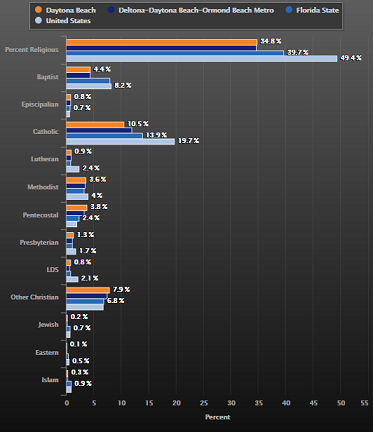 Daytona Beach Deltona-Daytona Beach-Ormond Beach Metro Florida State
United States
Percent Religious 34.8%
39.7%
49.4%
Baptist 4.4%
8.2%
Episcipalian 0.8%
0.7%
Catholic 10.5%
13.9%
19.7%
Lutheran 0.9%
2.4%
Methodist 3.6%
4%
Pentecostal 3.8%
2.4%
Presbyterian 1.3%
1.7%
LDS 0.8%
2.1%
Other Christian 7.9%
6.8%
Jewish 0.2%
0.7%
Eastern 0.1%
0.5%
Islam 0.3%
0.9%
0 5 10 15 20 25 30 35 40 45 50 55
Percent